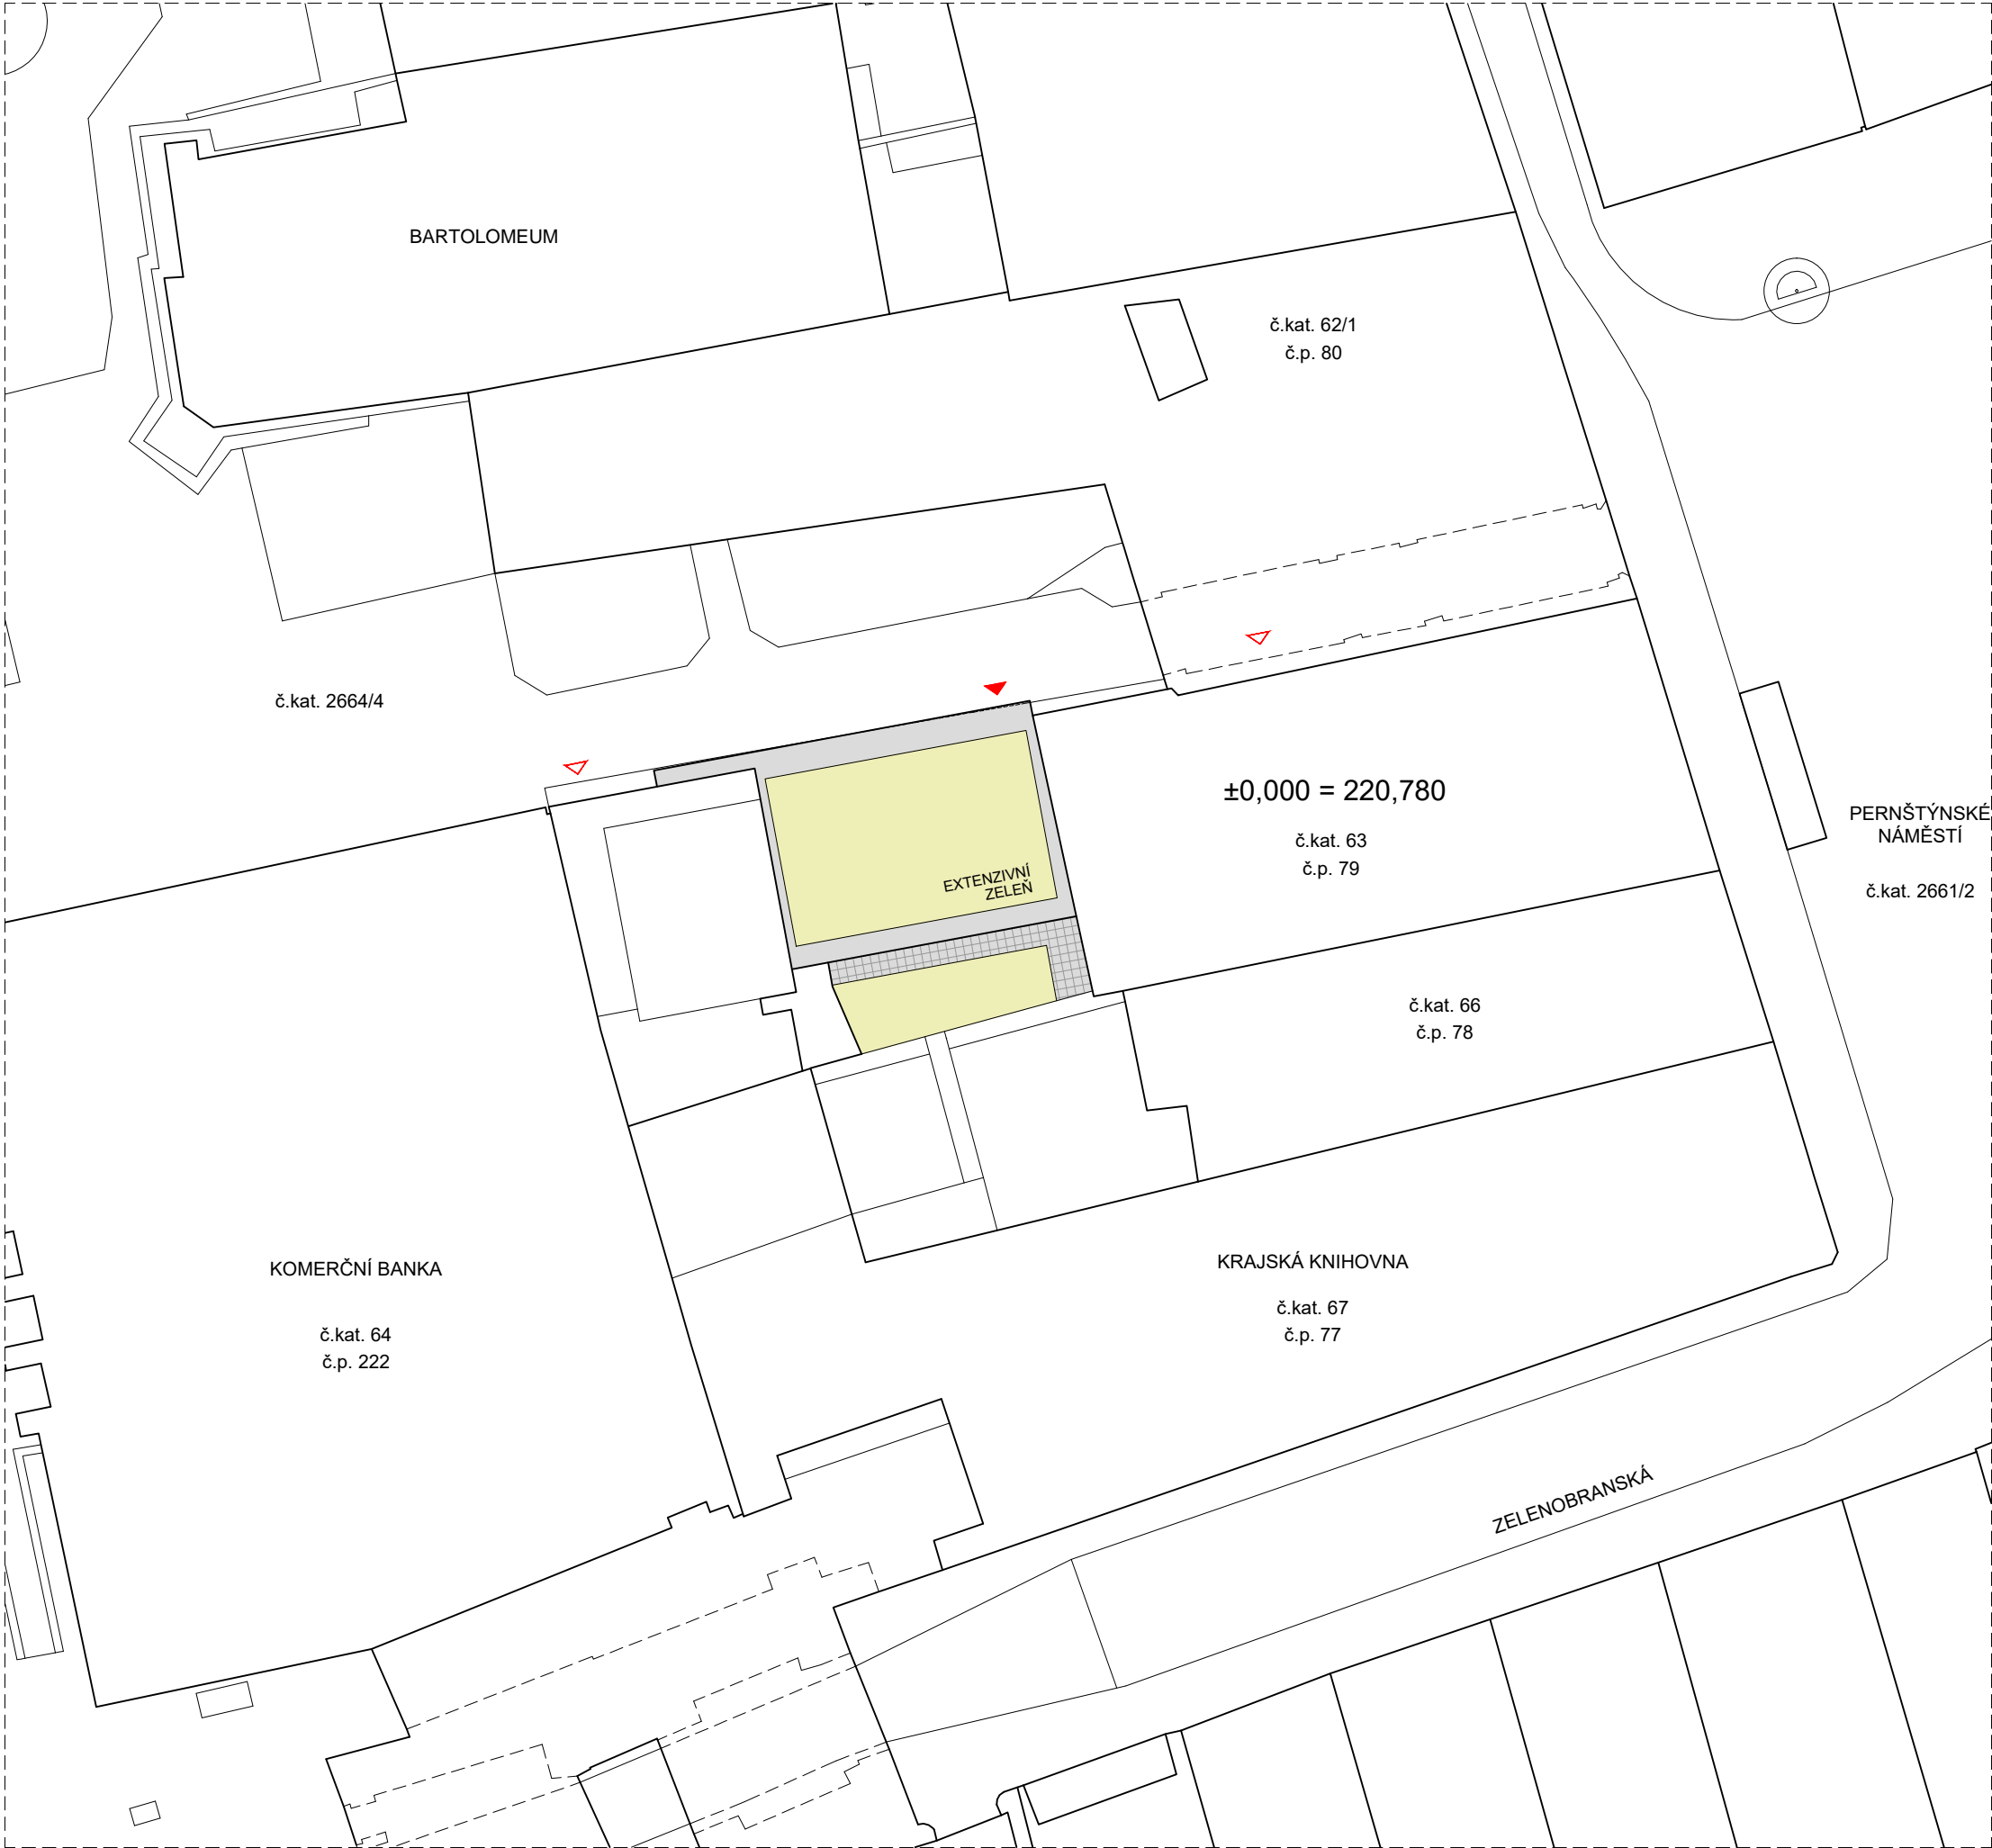 BARTOLOMEUM
č.kat. 62/1
č.p. 80
č.kat. 2664/4
±0,000 = 220,780
č.kat. 63
č.p. 79
PERNŠTÝNSKÉ
NÁMĚSTÍ
č.kat. 2661/2
EXTENZIVNÍ
ZELEŇ
č.kat. 66
č.p. 78
KOMERČNÍ BANKA
č.kat. 64
č.p. 222
KRAJSKÁ KNIHOVNA
č.kat. 67
č.p. 77
ZELENOBRANSKÁ